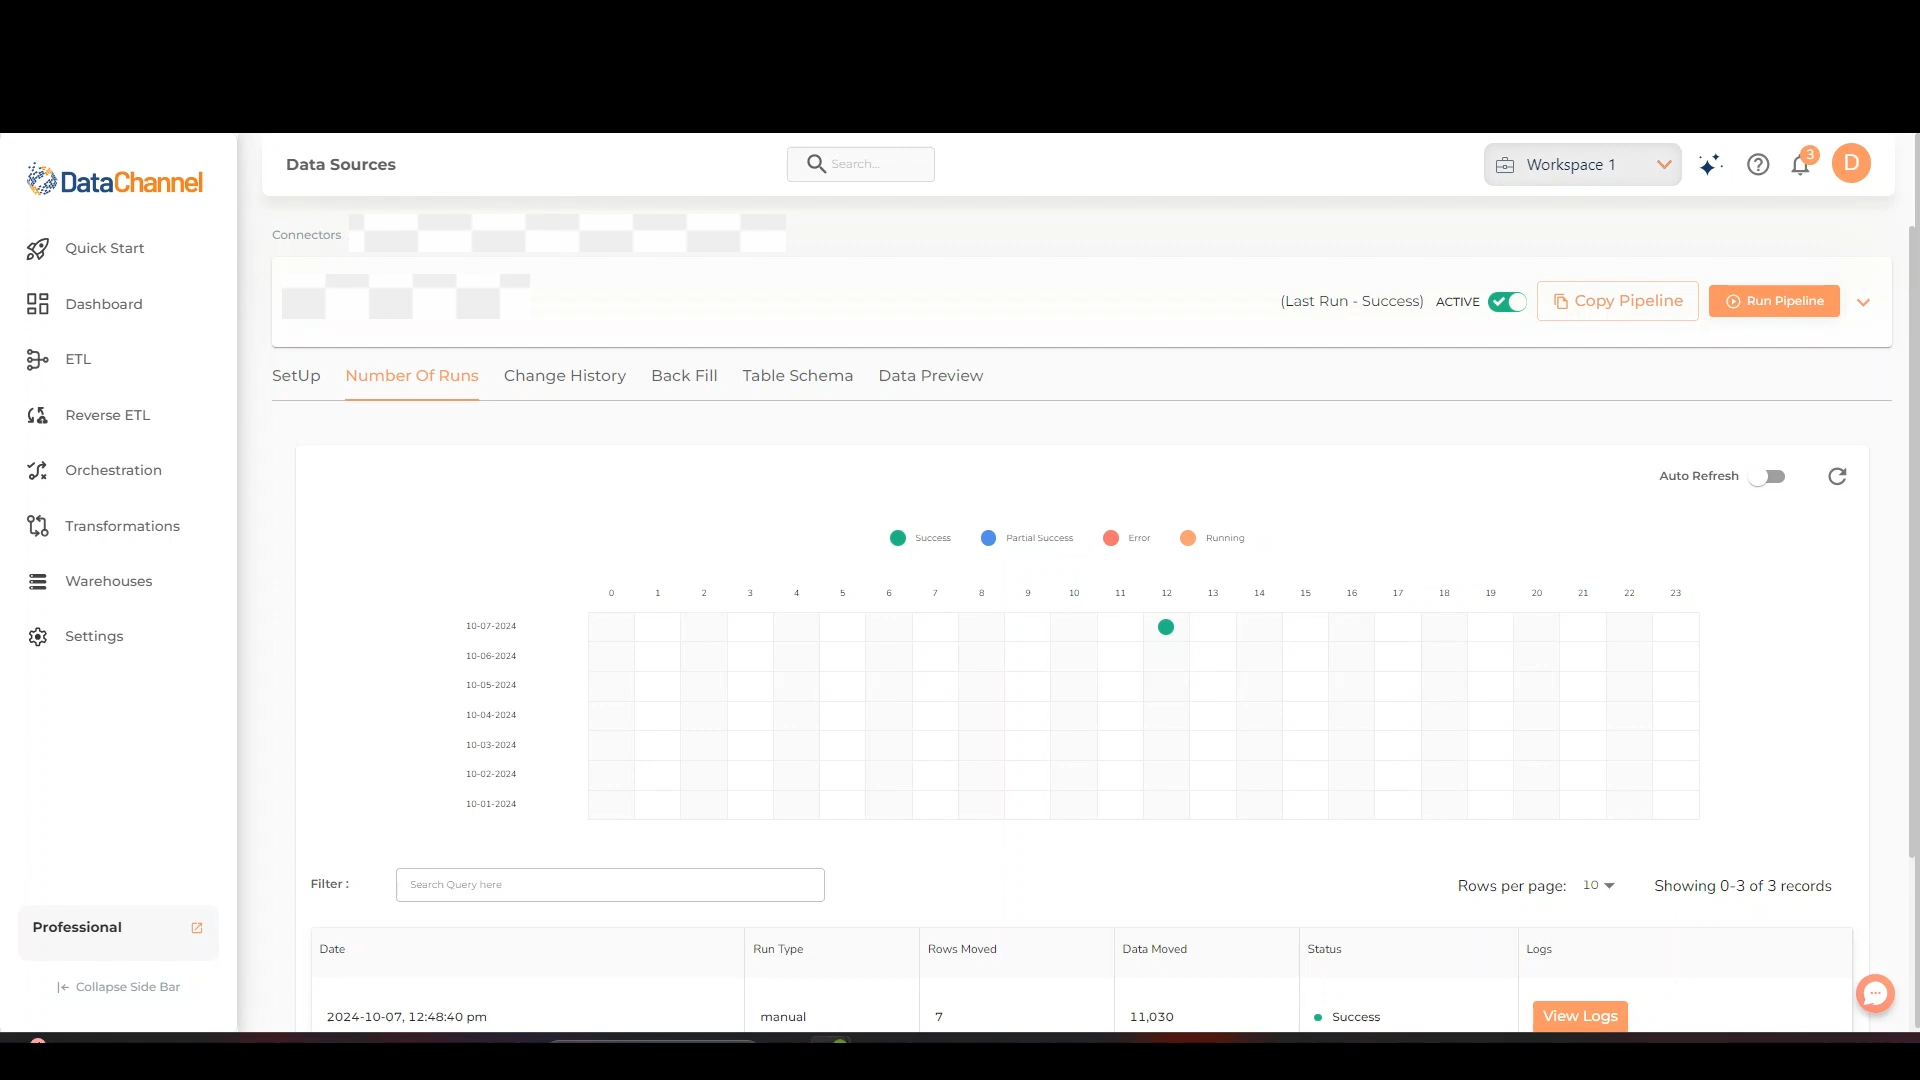 DataChannel
Data Sources
Search...
Workspace 1
3
D
Quick Start
Dashboard
ETL
Reverse ETL
Orchestration
Transformations
Warehouses
Settings
Professional
Collapse Side Bar
Connectors
(Last Run - Success) ACTIVE Copy Pipeline Run Pipeline
SetUp Number Of Runs Change History Back Fill Table Schema Data Preview
Auto Refresh
Success Partial Success Error Running
0 1 2 3 4 5 6 7 8 9 10 11 12 13 14 15 16 17 18 19 20 21 22 23
10-07-2024
10-06-2024
10-05-2024
10-04-2024
10-03-2024
10-02-2024
10-01-2024
Filter : Search Query here Rows per page: 10 Showing 0-3 of 3 records
Date Run Type Rows Moved Data Moved Status Logs
2024-10-07, 12:48:40 pm manual 7 11,030 Success View Logs